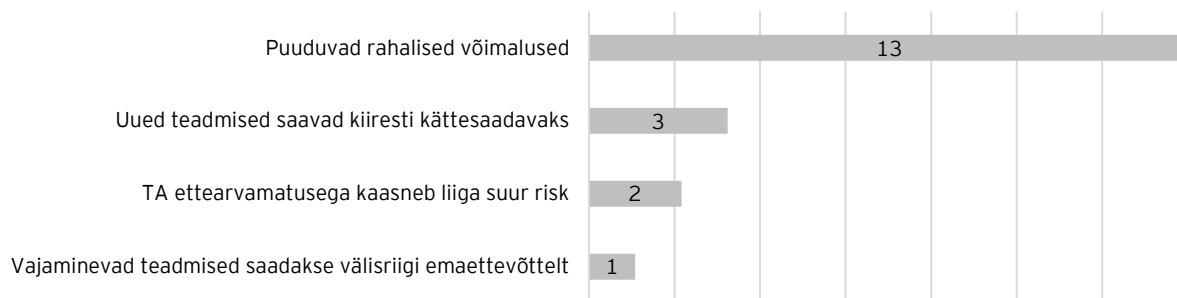 Puuduvad rahalised võimalused 13
Uued teadmised saavad kiiresti kättesaadavaks 3
TA ettearvamatusega kaasneb liiga suur risk 2
Vajaminevad teadmised saadakse välisriigi emaettevõttelt 1